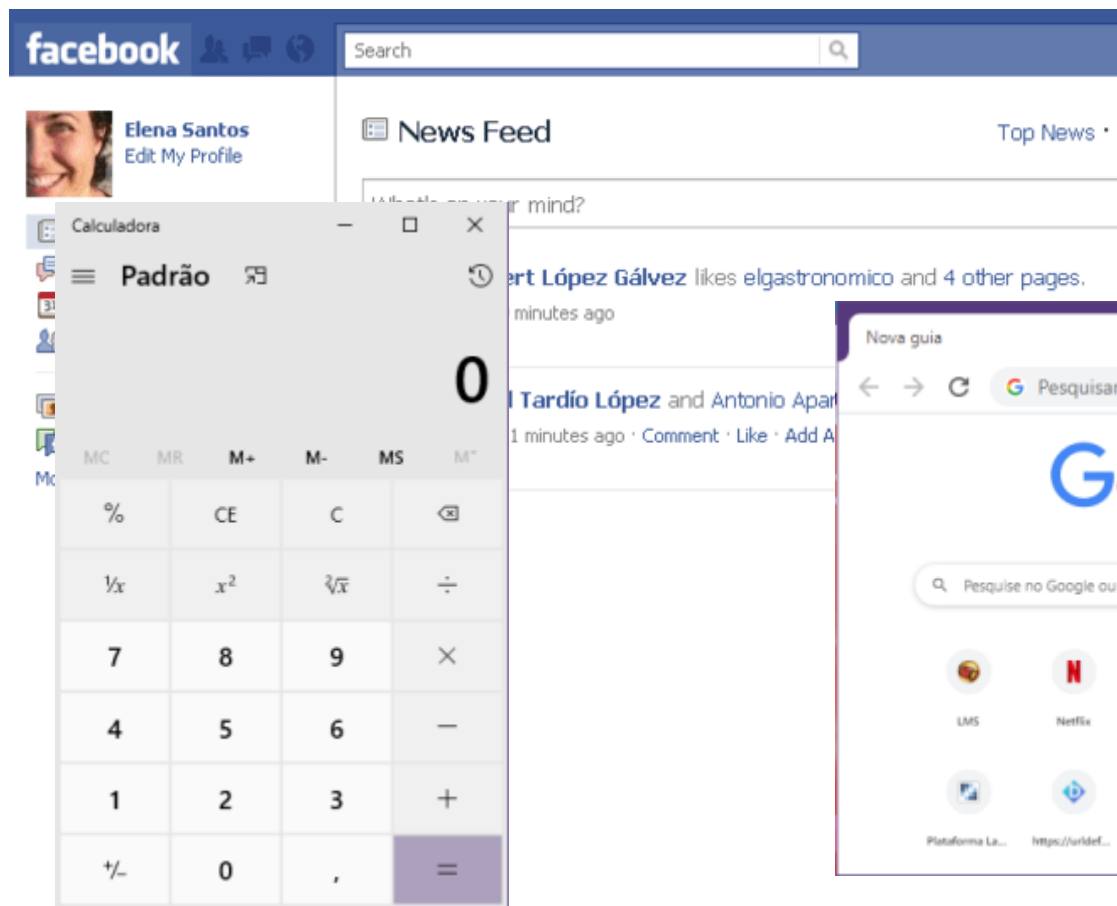 facebook
Search
Elena Santos
Edit My Profile
News Feed
Top News ·
What's on your mind?
ert López Gálvez likes elgastronomico and 4 other pages.
minutes ago
l Tardío López and Antonio Apar
1 minutes ago · Comment · Like · Add A
31
Mo
Calculadora
Padrão
0
MC MR M+ M- MS M˅
% CE C
¹/x x² ²√x ÷
7 8 9 ×
4 5 6 −
1 2 3 +
+/− 0 , =
Nova guia
G Pesquisar
G
Pesquise no Google ou
N
LMS Netflix
Plataforma La... https://urldef...